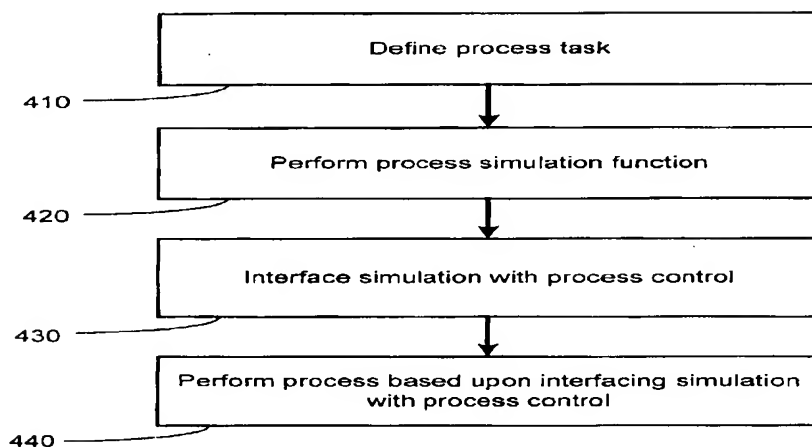 Define process task
410
Perform process simulation function
420
Interface simulation with process control
430
Perform process based upon interfacing simulation
with process control
440